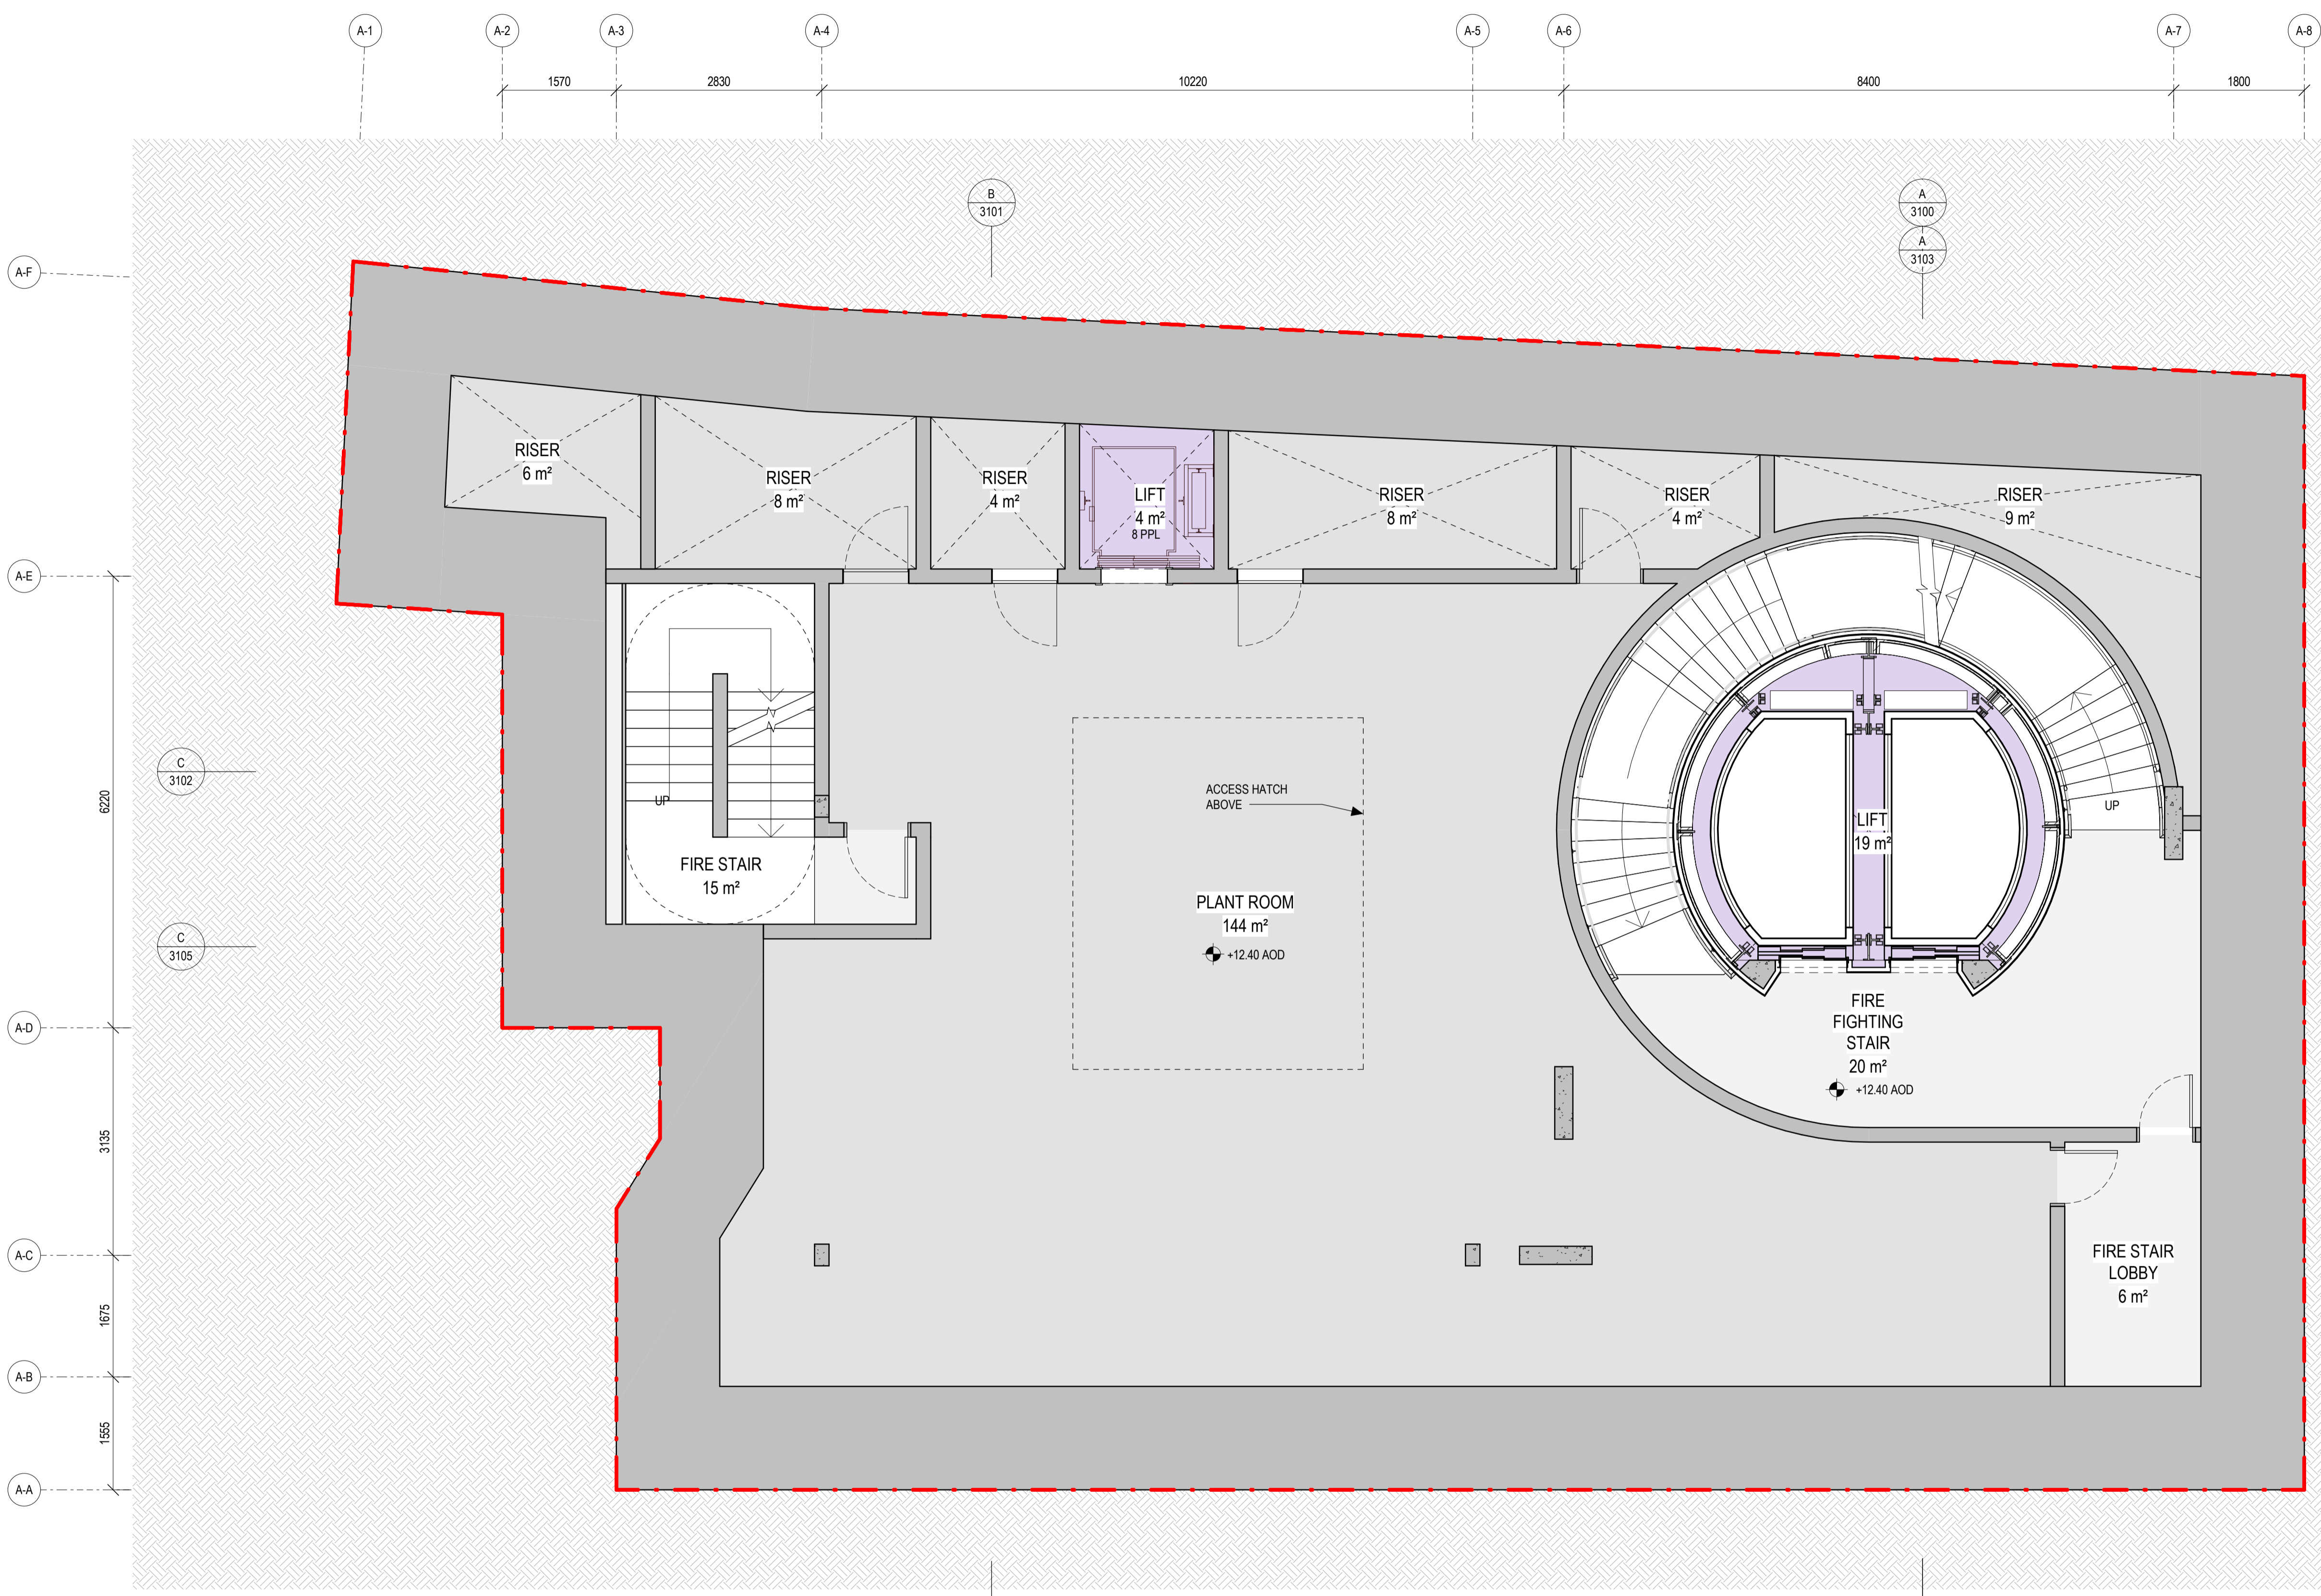 A-1
A-2
A-3
A-4
A-5
A-6
A-7
A-8
1570
2830
10220
8400
1800
B
3101
A
3100
A
3103
A-F
RISER
6 m²
RISER
8 m²
RISER
4 m²
LIFT
4 m²
8 PPL
RISER
8 m²
RISER
4 m²
RISER
9 m²
A-E
C
3102
6220
UP
ACCESS HATCH
ABOVE
UP
LIFT
19 m²
FIRE STAIR
15 m²
PLANT ROOM
144 m²
+12.40 AOD
C
3105
A-D
FIRE
FIGHTING
STAIR
20 m²
+12.40 AOD
3135
A-C
FIRE STAIR
LOBBY
6 m²
1675
A-B
1555
A-A